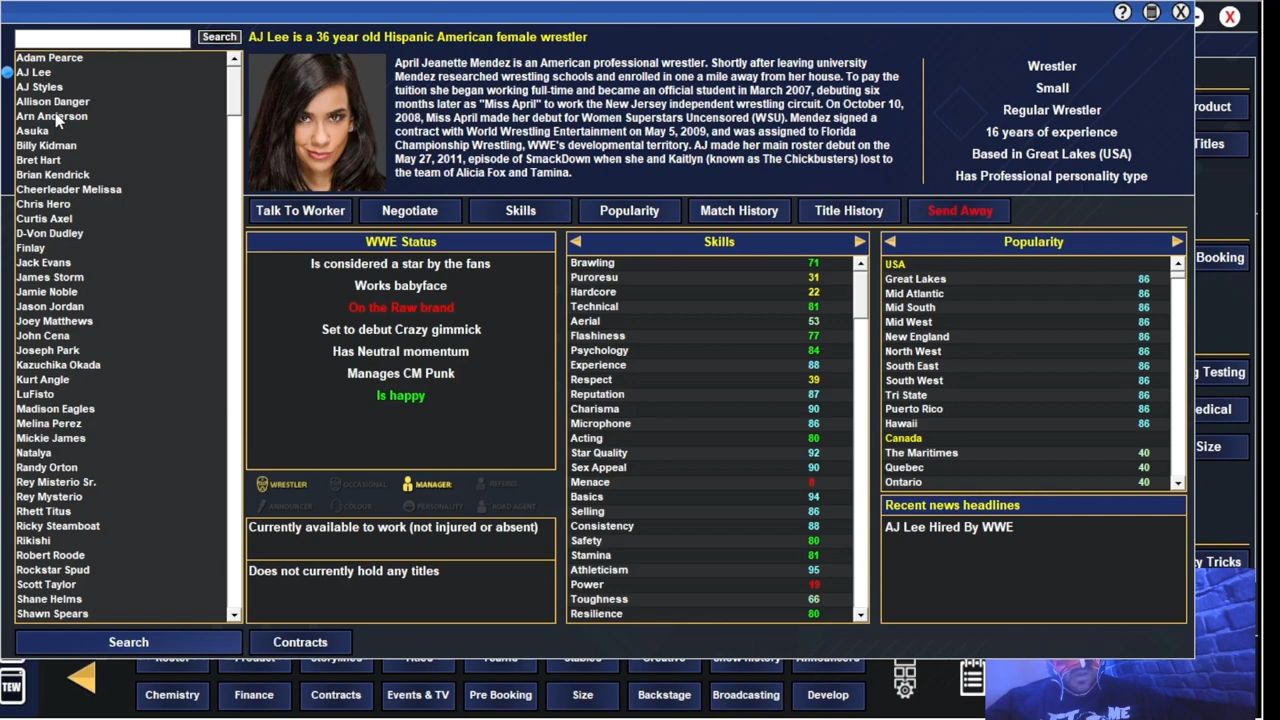 ? X X
Search AJ Lee is a 36 year old Hispanic American female wrestler
Adam Pearce
AJ Lee
AJ Styles
Allison Danger
Arn Anderson
Asuka
Billy Kidman
Bret Hart
Brian Kendrick
Cheerleader Melissa
Chris Hero
Curtis Axel
D-Von Dudley
Finlay
Jack Evans
James Storm
Jamie Noble
Jason Jordan
Joey Matthews
John Cena
Joseph Park
Kazuchika Okada
Kurt Angle
LuFisto
Madison Eagles
Melina Perez
Mickie James
Natalya
Randy Orton
Rey Misterio Sr.
Rey Mysterio
Rhett Titus
Ricky Steamboat
Rikishi
Robert Roode
Rockstar Spud
Scott Taylor
Shane Helms
Shawn Spears
April Jeanette Mendez is an American professional wrestler. Shortly after leaving university
Mendez researched wrestling schools and enrolled in one a mile away from her house. To pay the
tuition she began working full-time and became an official student in March 2007, debuting six
months later as "Miss April" to work the New Jersey independent wrestling circuit. On October 10,
2008, Miss April made her debut for Women Superstars Uncensored (WSU). Mendez signed a
contract with World Wrestling Entertainment on May 5, 2009, and was assigned to Florida
Championship Wrestling, WWE's developmental territory. AJ made her main roster debut on the
May 27, 2011, episode of SmackDown when she and Kaitlyn (known as The Chickbusters) lost to
the team of Alicia Fox and Tamina.
Wrestler
Small
Regular Wrestler
16 years of experience
Based in Great Lakes (USA)
Has Professional personality type
Talk To Worker Negotiate Skills Popularity Match History Title History Send Away
WWE Status
Is considered a star by the fans
Works babyface
On the Raw brand
Set to debut Crazy gimmick
Has Neutral momentum
Manages CM Punk
Is happy
WRESTLER OCCASIONAL MANAGER REFEREE
ANNOUNCER COLOUR PERSONALITY ROAD AGENT
Currently available to work (not injured or absent)
Does not currently hold any titles
Skills
Brawling 71
Puroresu 31
Hardcore 22
Technical 81
Aerial 53
Flashiness 77
Psychology 84
Experience 88
Respect 39
Reputation 87
Charisma 90
Microphone 86
Acting 80
Star Quality 92
Sex Appeal 90
Menace 8
Basics 94
Selling 86
Consistency 88
Safety 80
Stamina 81
Athleticism 95
Power 19
Toughness 66
Resilience 80
Popularity
USA
Great Lakes 86
Mid Atlantic 86
Mid South 86
Mid West 86
New England 86
North West 86
South East 86
South West 86
Tri State 86
Puerto Rico 86
Hawaii 86
Canada
The Maritimes 40
Quebec 40
Ontario 40
Recent news headlines
AJ Lee Hired By WWE
roduct
Titles
Booking
g Testing
edical
Size
ty Tricks
Search Contracts
Roster Product Storylines Titles Teams Stables Creative Show History Announcers
TEW Chemistry Finance Contracts Events & TV Pre Booking Size Backstage Broadcasting Develop
ME